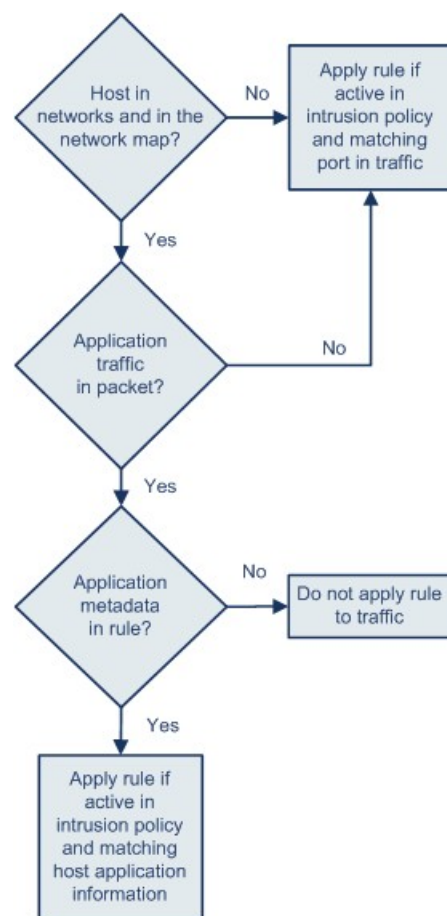 Host in
networks and in the
network map?
No
Apply rule if
active in
intrusion policy
and matching
port in traffic
Yes
Application
traffic
in packet?
No
Yes
Application
metadata
in rule?
No
Do not apply rule
to traffic
Yes
Apply rule if
active in
intrusion policy
and matching
host application
information